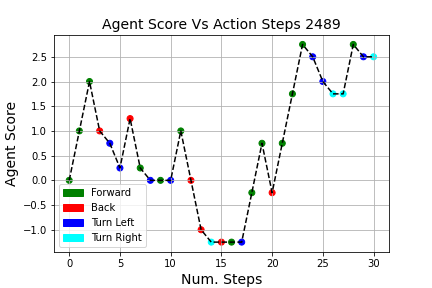 Agent Score Vs Action Steps 2489
Agent Score
2.5
2.0
1.5
1.0
0.5
0.0
−0.5
−1.0
Forward
Back
Turn Left
Turn Right
0 5 10 15 20 25 30
Num. Steps